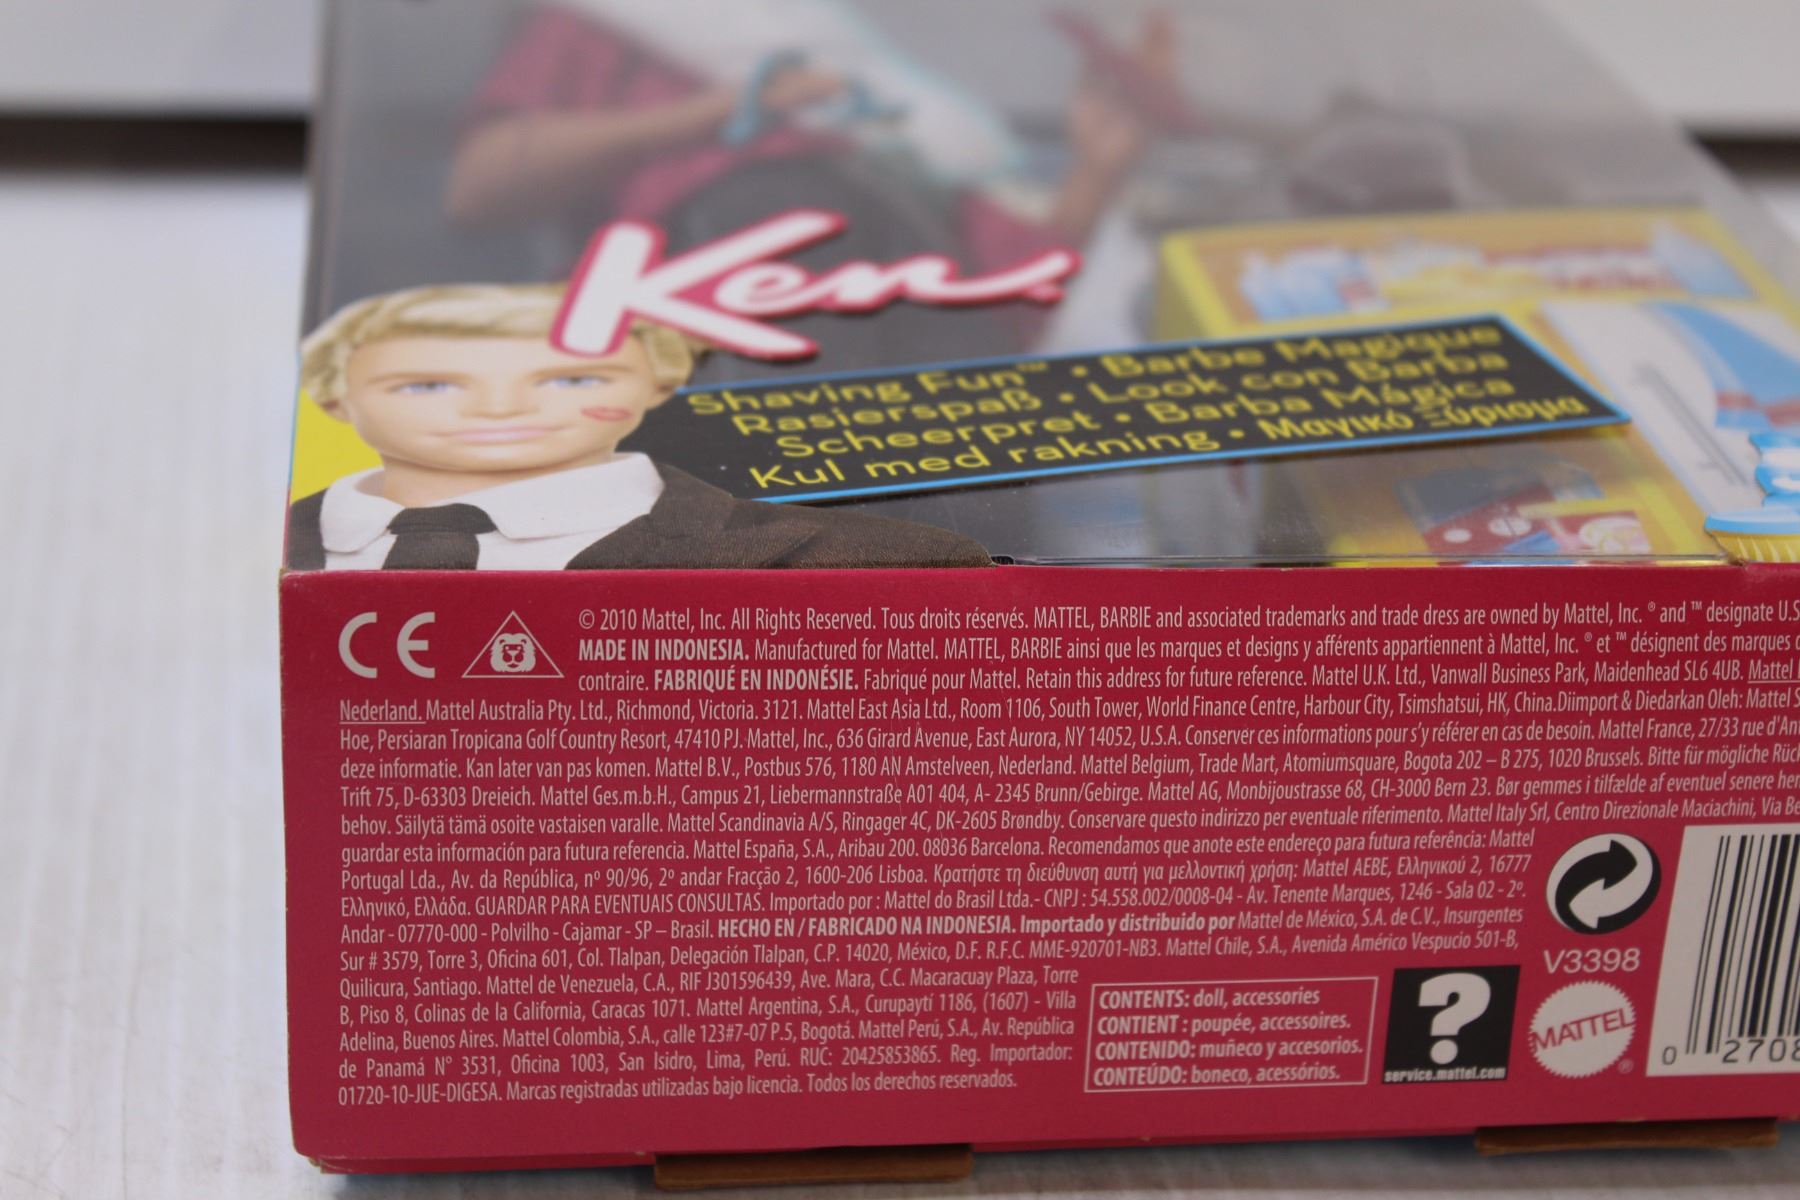 Ken
Shaving Fun™ • Barbe Magique
Rasierspaß • Look con Barba
Scheerpret • Barba Mágica
Kul med rakning • Μαγικό Ξύρισμα
CE
© 2010 Mattel, Inc. All Rights Reserved. Tous droits réservés. MATTEL, BARBIE and associated trademarks and trade dress are owned by Mattel, Inc. ® and ™ designate U.S
MADE IN INDONESIA. Manufactured for Mattel. MATTEL, BARBIE ainsi que les marques et designs y afférents appartiennent à Mattel, Inc. ® et ™ désignent des marques
contraire. FABRIQUÉ EN INDONÉSIE. Fabriqué pour Mattel. Retain this address for future reference. Mattel U.K. Ltd., Vanwall Business Park, Maidenhead SL6 4UB. Mattel
Nederland. Mattel Australia Pty. Ltd., Richmond, Victoria. 3121. Mattel East Asia Ltd., Room 1106, South Tower, World Finance Centre, Harbour City, Tsimshatsui, HK, China.Diimport & Diedarkan Oleh: Mattel S
Hoe, Persiaran Tropicana Golf Country Resort, 47410 PJ. Mattel, Inc., 636 Girard Avenue, East Aurora, NY 14052, U.S.A. Conserver ces informations pour s'y référer en cas de besoin. Mattel France, 27/33 rue d'An
deze informatie. Kan later van pas komen. Mattel B.V., Postbus 576, 1180 AN Amstelveen, Nederland. Mattel Belgium, Trade Mart, Atomiumsquare, Bogota 202 – B 275, 1020 Brussels. Bitte für mögliche Rück
Trift 75, D-63303 Dreieich. Mattel Ges.m.b.H., Campus 21, Liebermannstraße A01 404, A- 2345 Brunn/Gebirge. Mattel AG, Monbijoustrasse 68, CH-3000 Bern 23. Bør gemmes i tilfælde af eventuel senere hen
behov. Säilytä tämä osoite vastaisen varalle. Mattel Scandinavia A/S, Ringager 4C, DK-2605 Brøndby. Conservare questo indirizzo per eventuale riferimento. Mattel Italy Srl, Centro Direzionale Maciachini, Via Be
guardar esta información para futura referencia. Mattel España, S.A., Aribau 200. 08036 Barcelona. Recomendamos que anote este endereço para futura referência: Mattel
Portugal Lda., Av. da República, nº 90/96, 2º andar Fracção 2, 1600-206 Lisboa. Κρατήστε τη διεύθυνση αυτή για μελλοντική χρήση: Mattel AEBE, Ελληνικού 2, 16777
Ελληνικό, Ελλάδα. GUARDAR PARA EVENTUAIS CONSULTAS. Importado por : Mattel do Brasil Ltda.- CNPJ : 54.558.002/0008-04 - Av. Tenente Marques, 1246 - Sala 02 - 2º.
Andar - 07770-000 - Polvilho - Cajamar - SP – Brasil. HECHO EN / FABRICADO NA INDONESIA. Importado y distribuido por Mattel de México, S.A. de C.V., Insurgentes
Sur # 3579, Torre 3, Oficina 601, Col. Tlalpan, Delegación Tlalpan, C.P. 14020, México, D.F. R.F.C. MME-920701-NB3. Mattel Chile, S.A., Avenida Américo Vespucio 501-B,
Quilicura, Santiago. Mattel de Venezuela, C.A., RIF J301596439, Ave. Mara, C.C. Macaracuay Plaza, Torre
B, Piso 8, Colinas de la California, Caracas 1071. Mattel Argentina, S.A., Curupaytí 1186, (1607) - Villa
Adelina, Buenos Aires. Mattel Colombia, S.A., calle 123#7-07 P.5, Bogotá. Mattel Perú, S.A., Av. República
de Panamá N° 3531, Oficina 1003, San Isidro, Lima, Perú. RUC: 20425853865. Reg. Importador:
01720-10-JUE-DIGESA. Marcas registradas utilizadas bajo licencia. Todos los derechos reservados.
CONTENTS: doll, accessories
CONTIENT : poupée, accessoires.
CONTENIDO: muñeco y accesorios.
CONTEÚDO: boneco, acessórios.
?
service.mattel.com
V3398
MATTEL®
0 2708